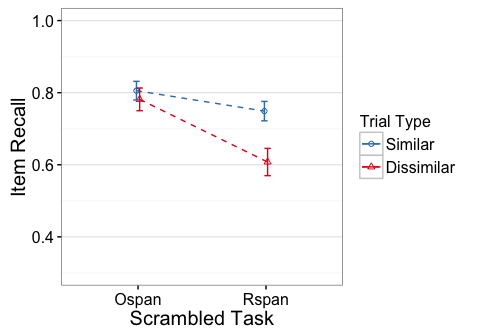 1.0
0.8
0.6
0.4
Item Recall
Ospan
Rspan
Scrambled Task
Trial Type
Similar
Dissimilar